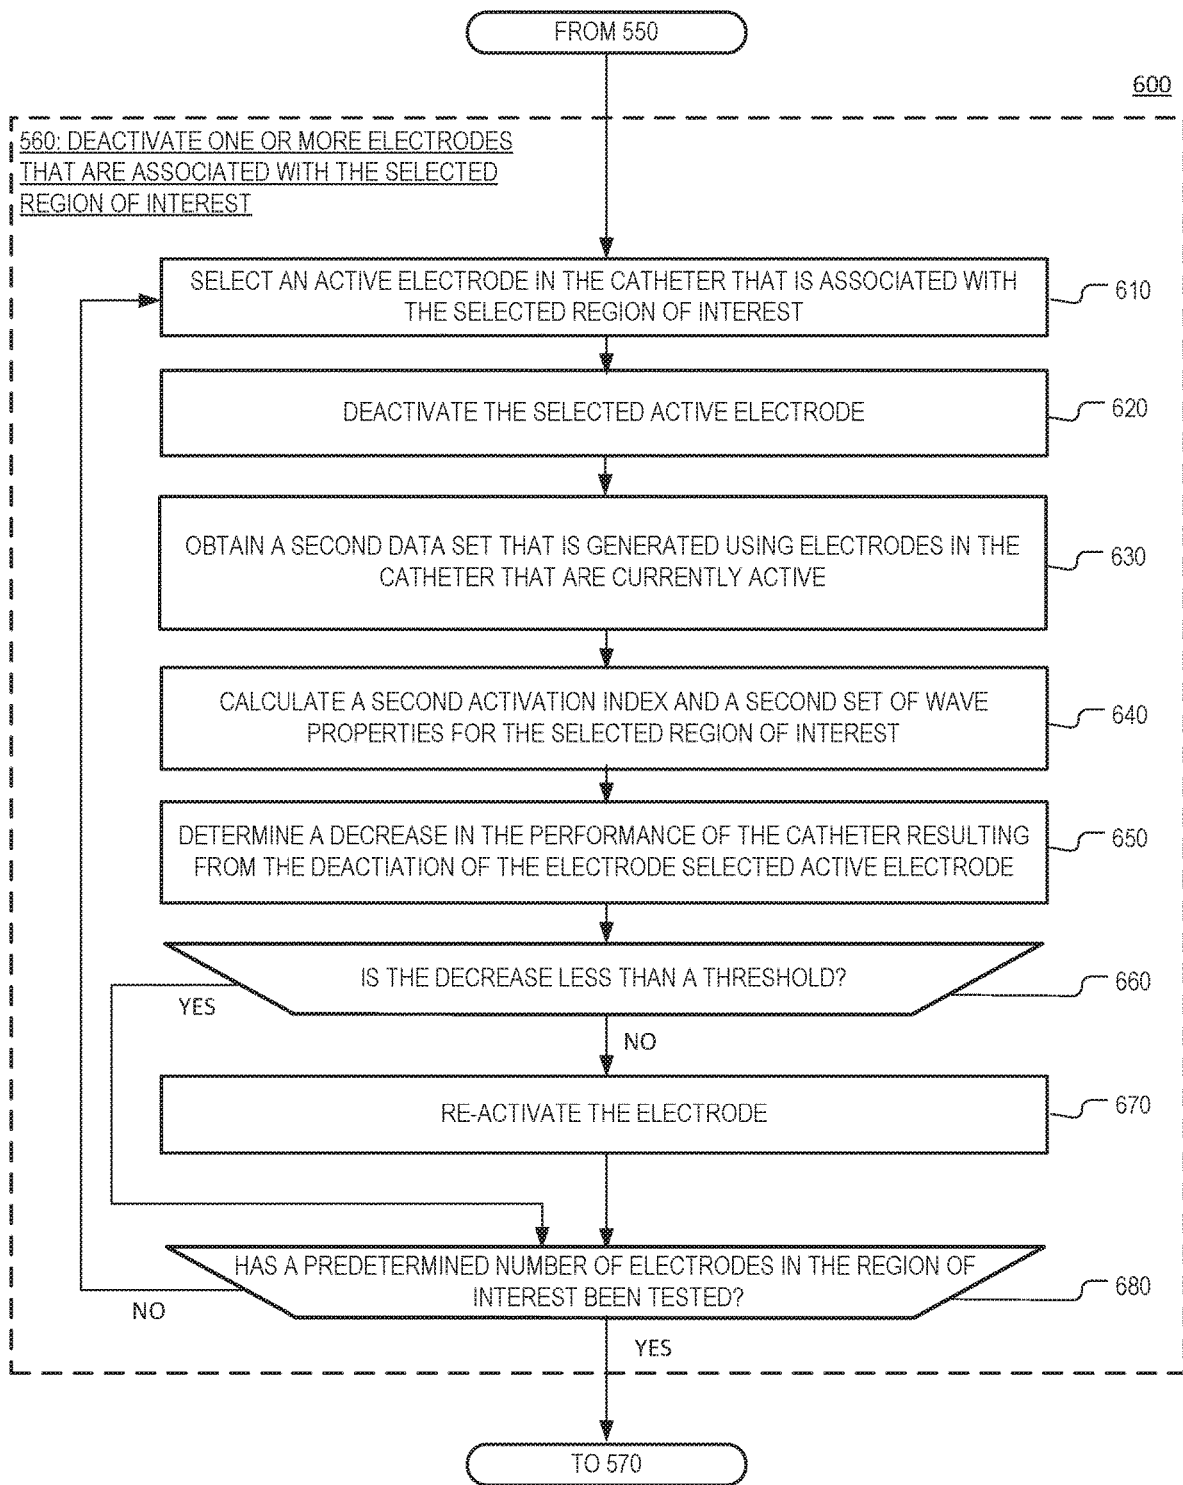 FROM 550
600
560: DEACTIVATE ONE OR MORE ELECTRODES
THAT ARE ASSOCIATED WITH THE SELECTED
REGION OF INTEREST
SELECT AN ACTIVE ELECTRODE IN THE CATHETER THAT IS ASSOCIATED WITH
THE SELECTED REGION OF INTEREST
610
DEACTIVATE THE SELECTED ACTIVE ELECTRODE
620
OBTAIN A SECOND DATA SET THAT IS GENERATED USING ELECTRODES IN THE
CATHETER THAT ARE CURRENTLY ACTIVE
630
CALCULATE A SECOND ACTIVATION INDEX AND A SECOND SET OF WAVE
PROPERTIES FOR THE SELECTED REGION OF INTEREST
640
DETERMINE A DECREASE IN THE PERFORMANCE OF THE CATHETER RESULTING
FROM THE DEACTIATION OF THE ELECTRODE SELECTED ACTIVE ELECTRODE
650
IS THE DECREASE LESS THAN A THRESHOLD?
660
YES
NO
RE-ACTIVATE THE ELECTRODE
670
HAS A PREDETERMINED NUMBER OF ELECTRODES IN THE REGION OF
INTEREST BEEN TESTED?
680
NO
YES
TO 570